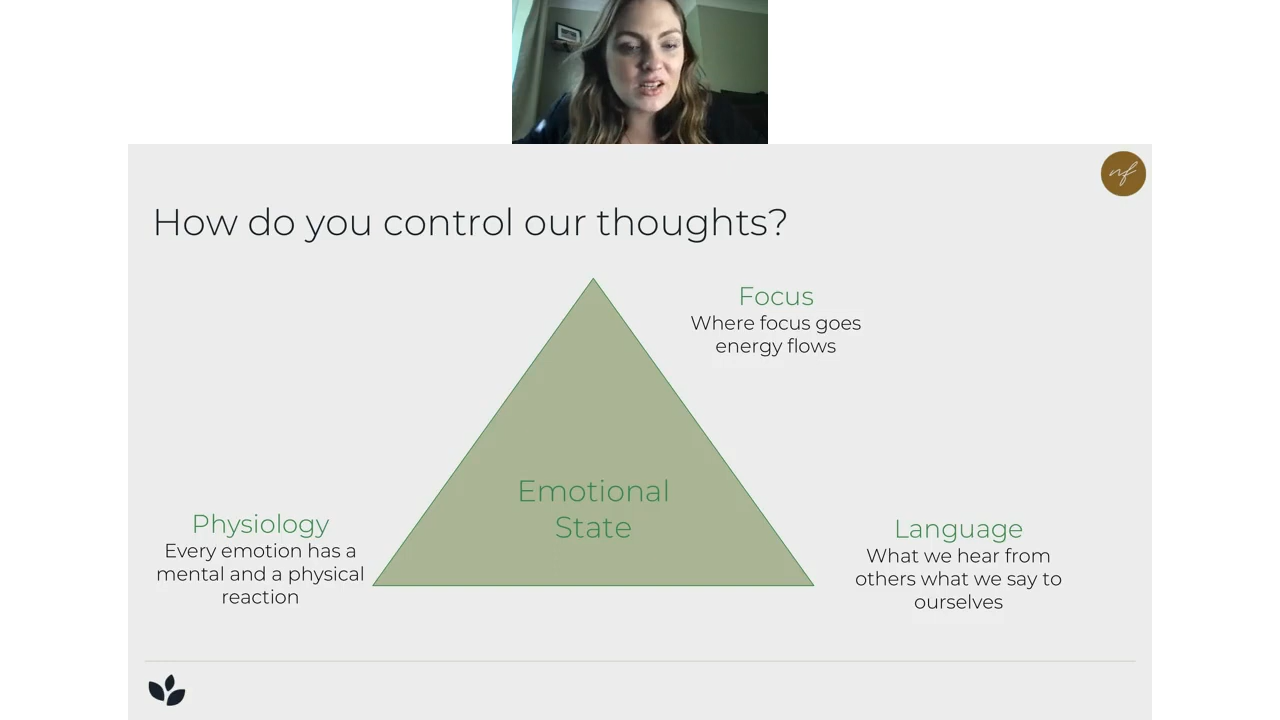 nf
How do you control our thoughts?
Focus
Where focus goes
energy flows
Emotional
State
Physiology
Every emotion has a
mental and a physical
reaction
Language
What we hear from
others what we say to
ourselves